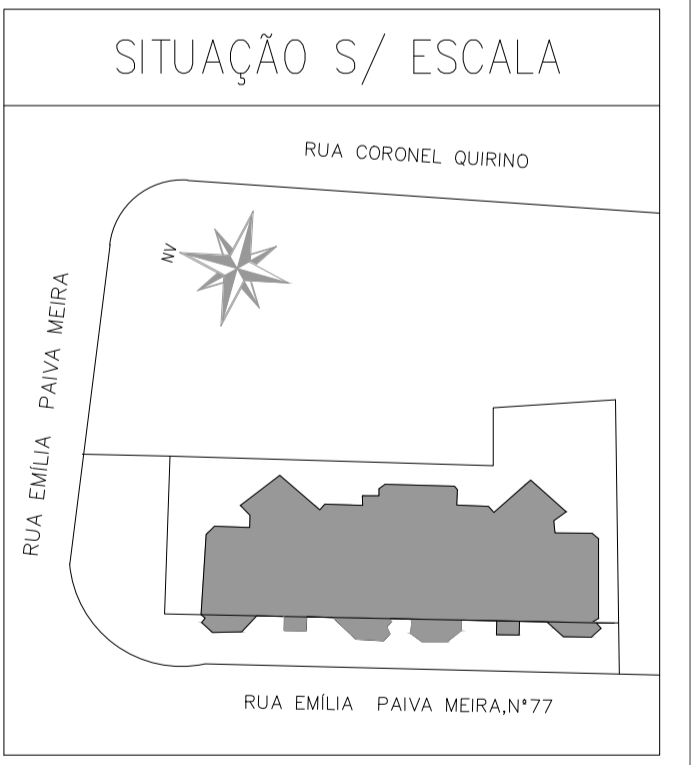 SITUAÇÃO S/ ESCALA
RUA CORONEL QUIRINO
NV
RUA EMÍLIA PAIVA MEIRA
RUA EMÍLIA PAIVA MEIRA,N°77